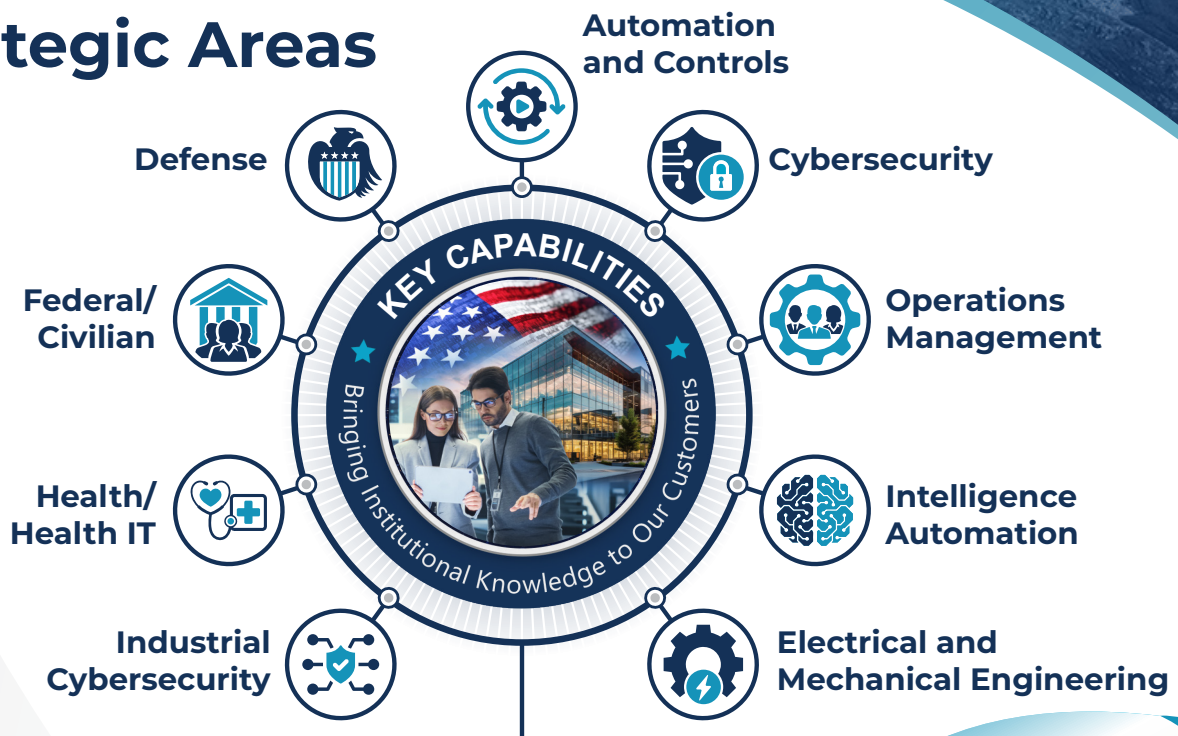 tegic Areas
Automation
and Controls
Defense
Cybersecurity
Federal/
Civilian
Operations
Management
KEY CAPABILITIES
Bringing Institutional Knowledge to Our Customers
Health/
Health IT
Intelligence
Automation
Industrial
Cybersecurity
Electrical and
Mechanical Engineering